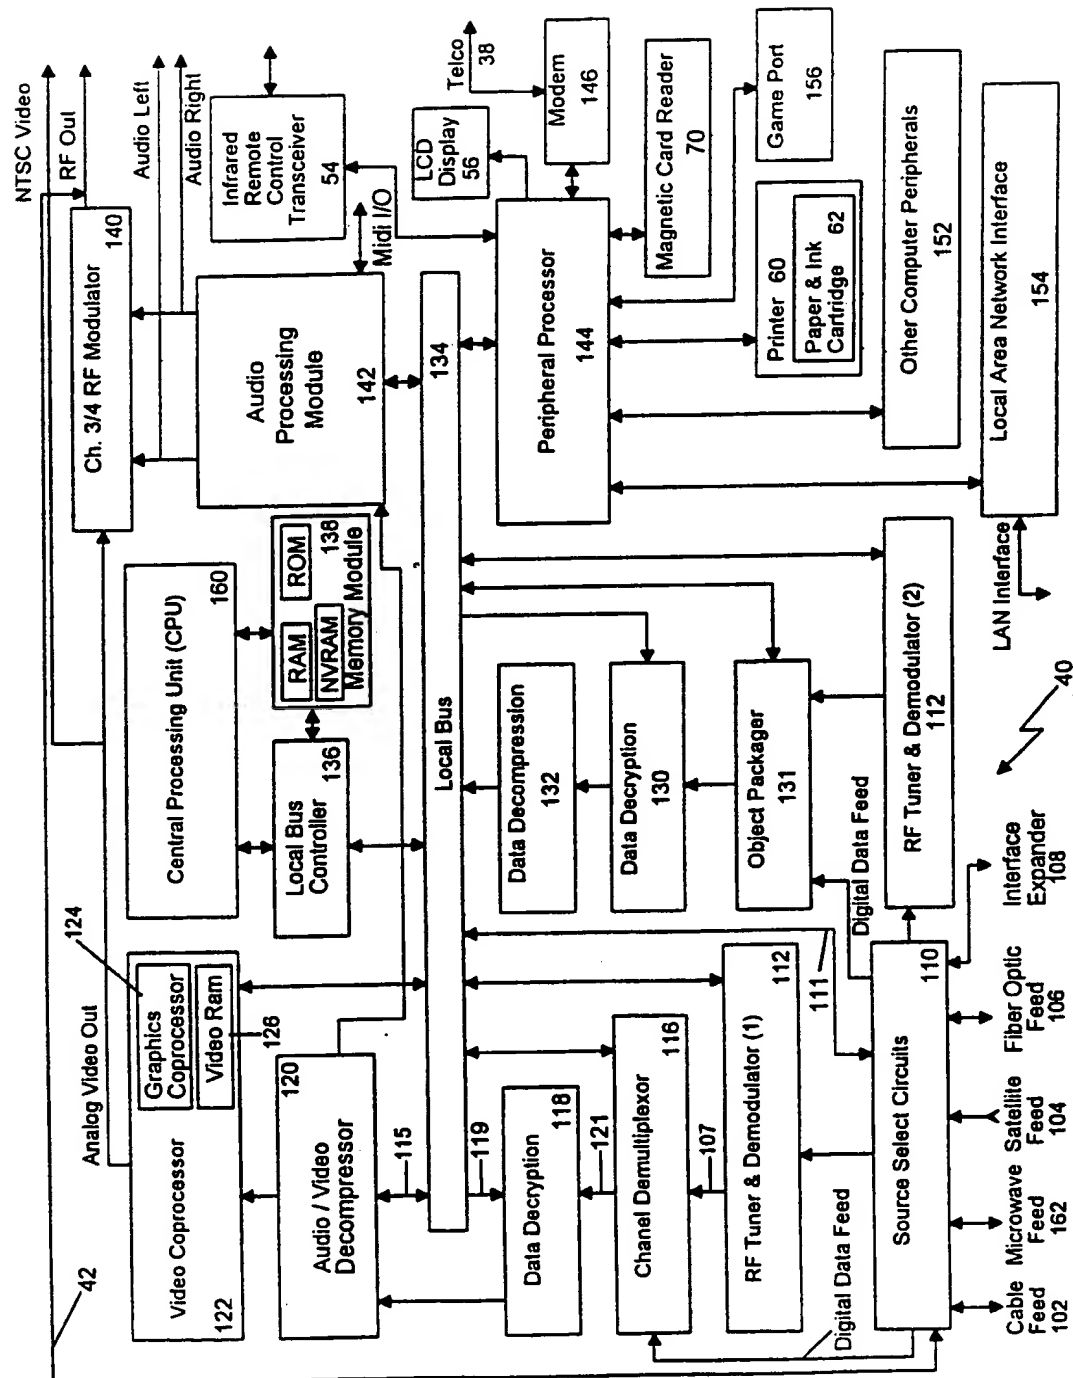 NTSC Video
RF Out
Audio Left
Audio Right
Ch. 3/4 RF Modulator
140
Infrared
Remote
Control
Transceiver
54
Midi I/O
LCD
Display
56
Telco
38
Modem
146
Magnetic Card Reader
70
Game Port
156
Printer 60
Paper & Ink
Cartridge
62
Other Computer Peripherals
152
Local Area Network Interface
154
LAN Interface
Audio
Processing
Module
142
134
Peripheral Processor
144
Central Processing Unit (CPU)
160
RAM
NVRAM
ROM
138
Memory Module
Local Bus
Controller
136
Local Bus
Data Decompression
132
Data Decryption
130
Object Packager
131
RF Tuner & Demodulator (2)
112
Digital Data Feed
40
124
Analog Video Out
Graphics
Coprocessor
Video Ram
126
Video Coprocessor
122
120
Audio / Video
Decompressor
115
119
118
Data Decryption
121
116
Channel Demultiplexor
107
112
RF Tuner & Demodulator (1)
111
110
Source Select Circuits
Digital Data Feed
42
Cable
Feed
102
Microwave
Feed
162
Satellite
Feed
104
Fiber Optic
Feed
106
Interface
Expander
108